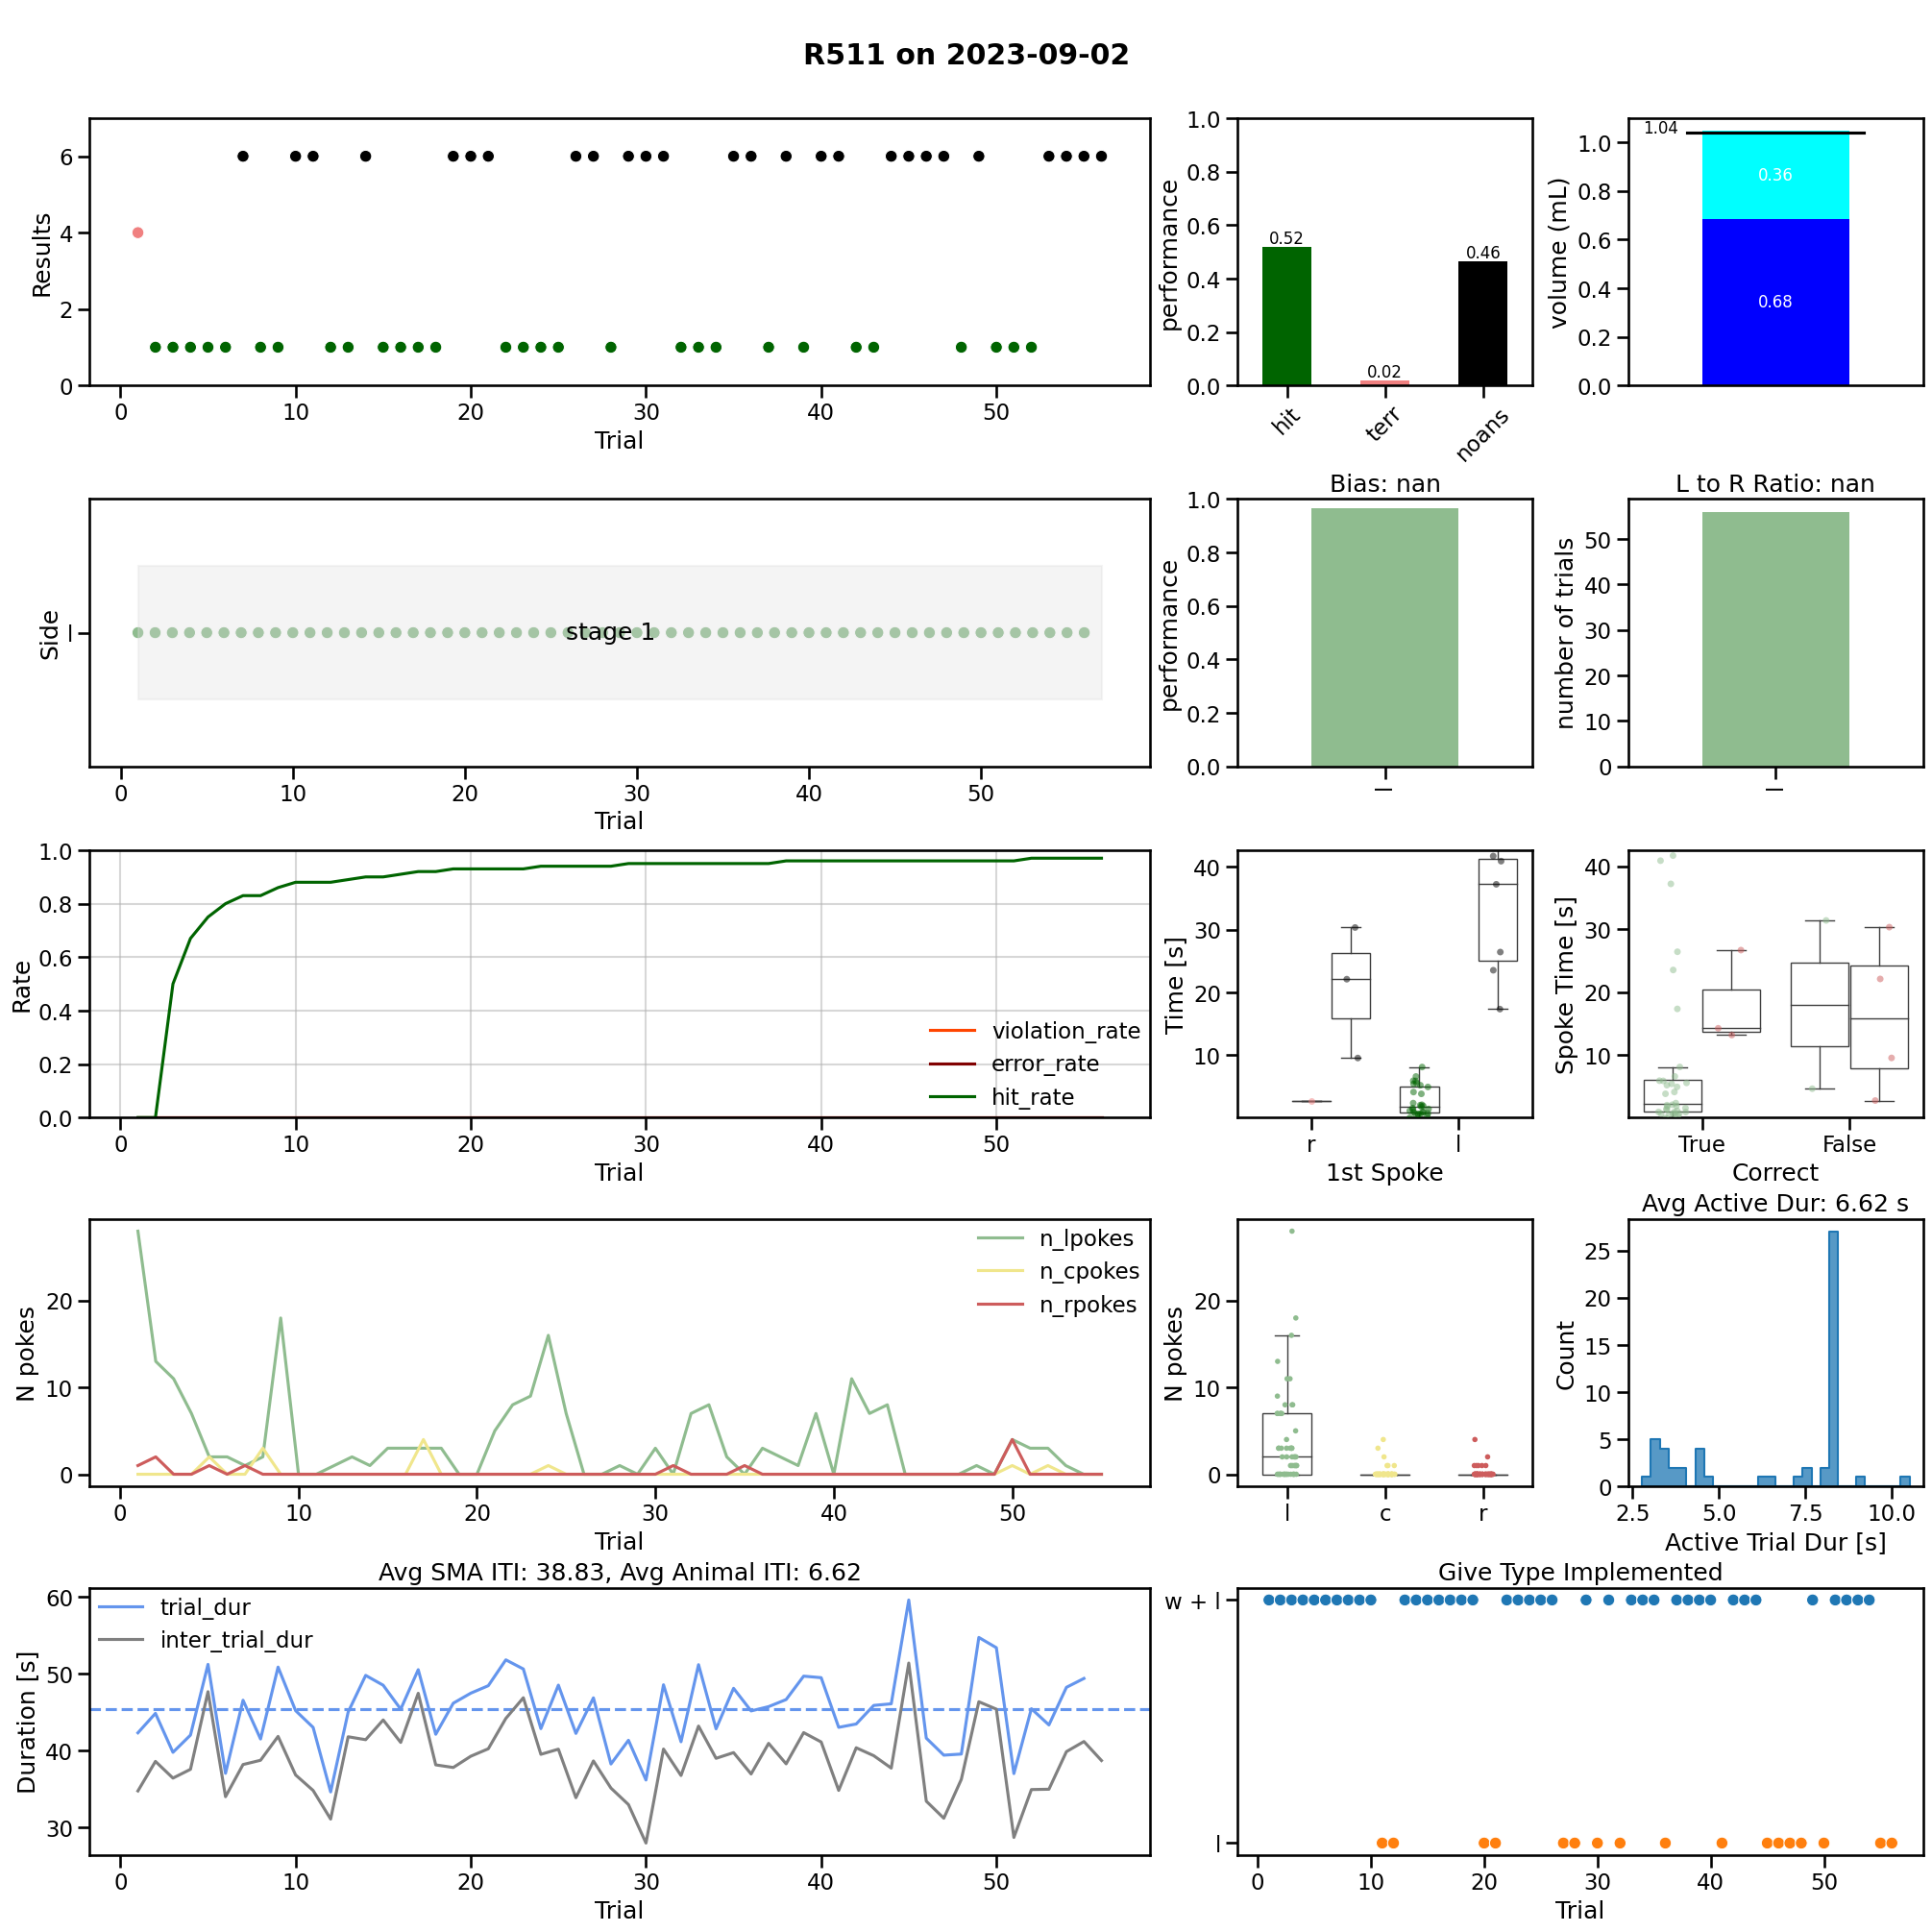 R511 on 2023-09-02
Results
6
4
2
0
0 10 20 30 40 50
Trial
performance
1.0
0.8
0.6
0.4
0.2
0.0
0.52
0.02
0.46
hit terr noans
volume (mL)
1.0
0.8
0.6
0.4
0.2
0.0
1.04
0.36
0.68
Side
l
stage 1
0 10 20 30 40 50
Trial
Bias: nan
performance
1.0
0.8
0.6
0.4
0.2
0.0
l
L to R Ratio: nan
number of trials
50
40
30
20
10
0
l
Rate
1.0
0.8
0.6
0.4
0.2
0.0
violation_rate
error_rate
hit_rate
0 10 20 30 40 50
Trial
Time [s]
40
30
20
10
r l
1st Spoke
Spoke Time [s]
40
30
20
10
True False
Correct
N pokes
20
10
0
n_lpokes
n_cpokes
n_rpokes
0 10 20 30 40 50
Trial
N pokes
20
10
0
l c r
Avg Active Dur: 6.62 s
Count
25
20
15
10
5
0
2.5 5.0 7.5 10.0
Active Trial Dur [s]
Avg SMA ITI: 38.83, Avg Animal ITI: 6.62
Duration [s]
60
50
40
30
trial_dur
inter_trial_dur
0 10 20 30 40 50
Trial
Give Type Implemented
w + l
l
0 10 20 30 40 50
Trial